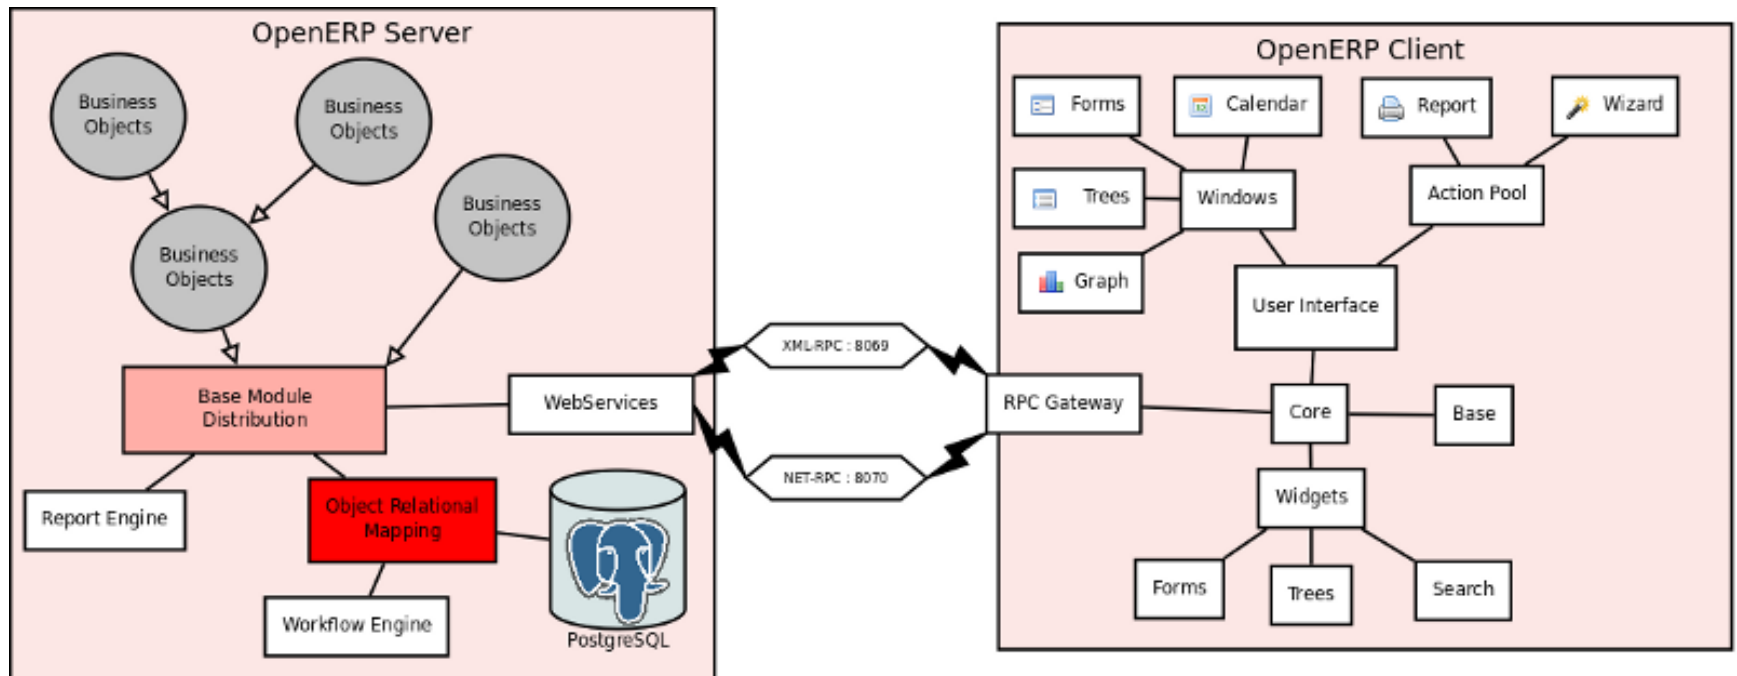 OpenERP Server
Business
Objects
Business
Objects
Business
Objects
Business
Objects
Base Module
Distribution
WebServices
Report Engine
Object Relational
Mapping
Workflow Engine
PostgreSQL
XML-RPC : 8069
NET-RPC : 8070
OpenERP Client
Forms
Calendar
Report
Wizard
Trees
Windows
Action Pool
Graph
User Interface
RPC Gateway
Core
Base
Widgets
Forms
Trees
Search